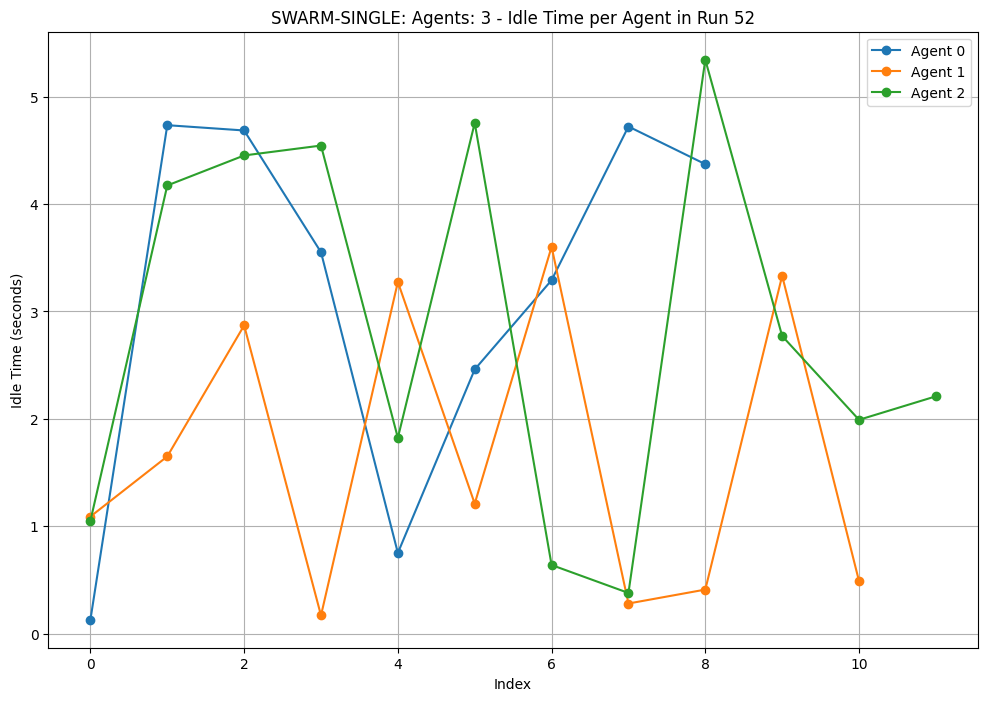 SWARM-SINGLE: Agents: 3 - Idle Time per Agent in Run 52
Agent 0
Agent 1
Agent 2
Idle Time (seconds)
5
4
3
2
1
0
0 2 4 6 8 10
Index